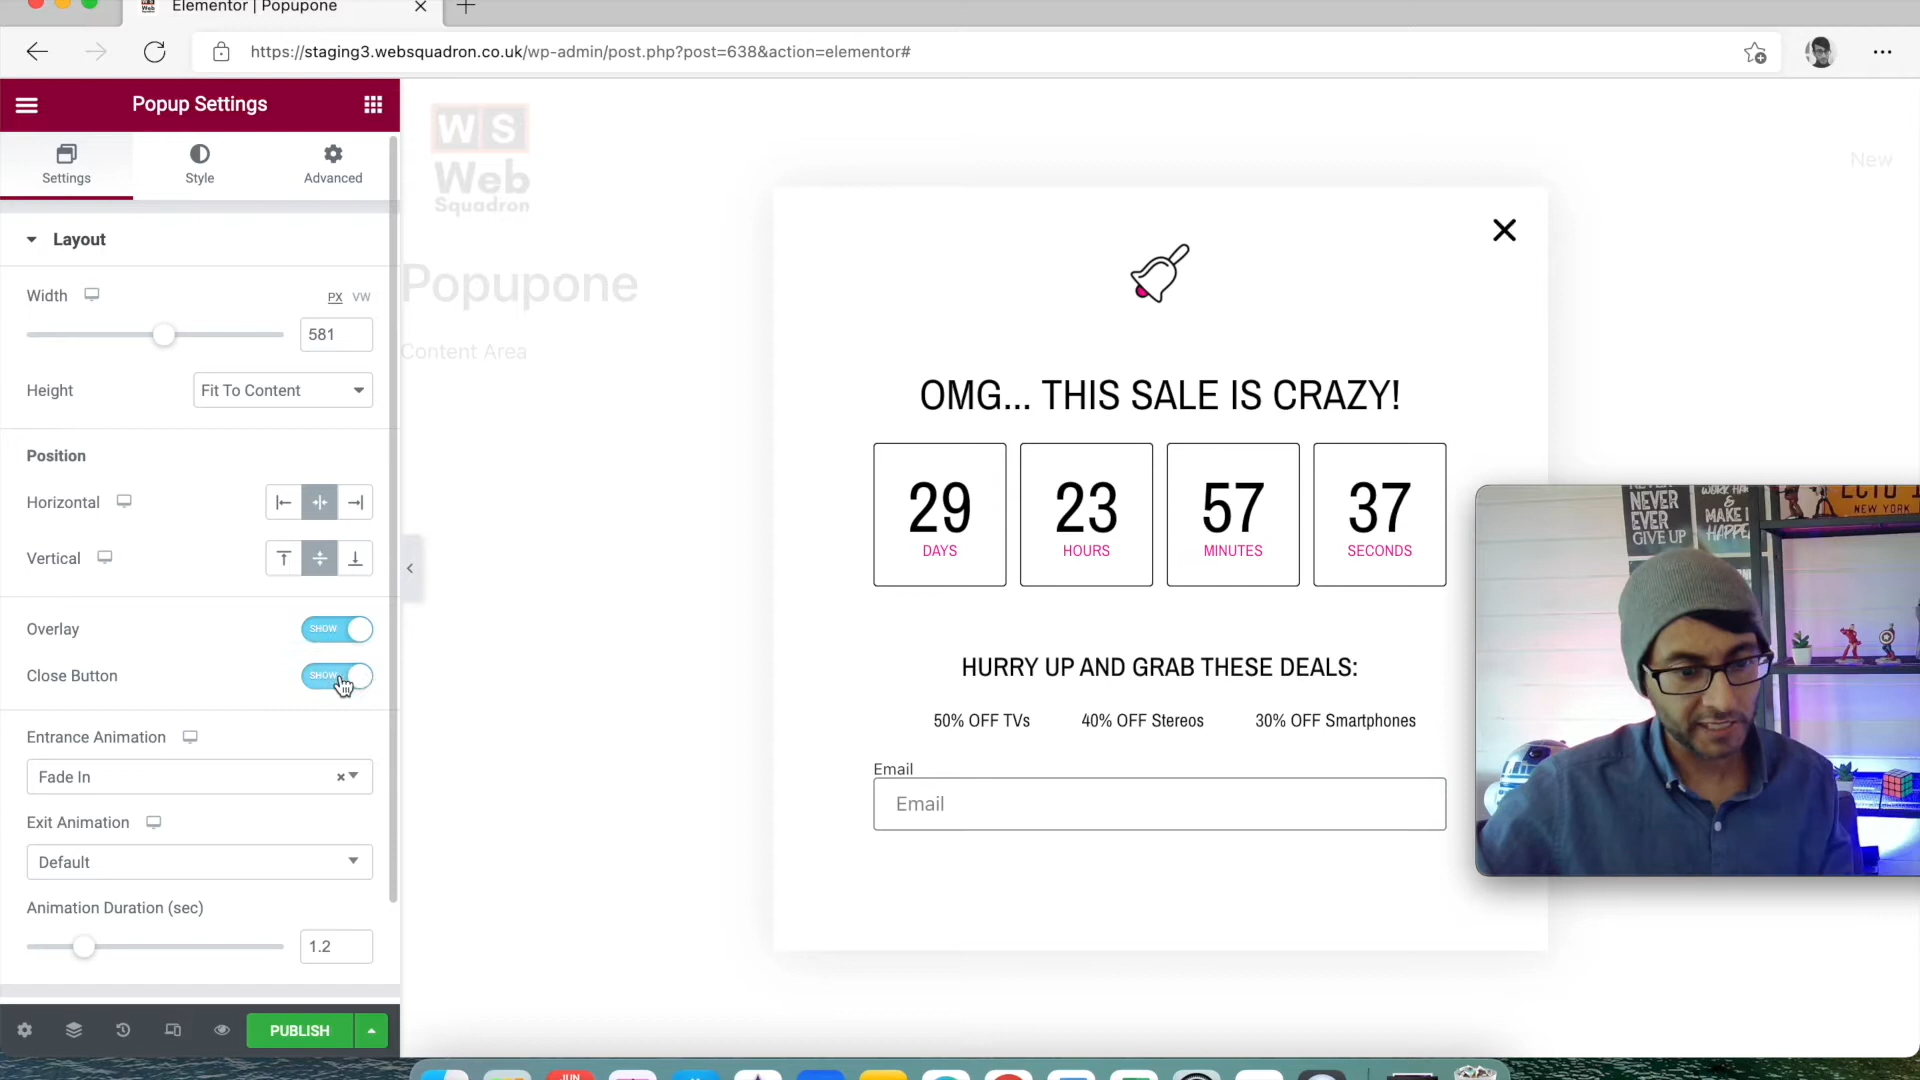 Elementor | Popupone
https://staging3.websquadron.co.uk/wp-admin/post.php?post=638&action=elementor#
Popup Settings
Settings
Style
Advanced
Layout
Width
PX VW
581
Height
Fit To Content
Position
Horizontal
Vertical
Overlay
SHOW
Close Button
SHOW
Entrance Animation
Fade In
Exit Animation
Default
Animation Duration (sec)
1.2
PUBLISH
WS
Web
Squadron
New
Popupone
Content Area
OMG... THIS SALE IS CRAZY!
29 23 57 37
DAYS HOURS MINUTES SECONDS
HURRY UP AND GRAB THESE DEALS:
50% OFF TVs 40% OFF Stereos 30% OFF Smartphones
Email
Email
NEVER
EVER
GIVE UP
WORK HA
&
MAKE I
HAPPE
ECTO 1
NEW YORK
JUN